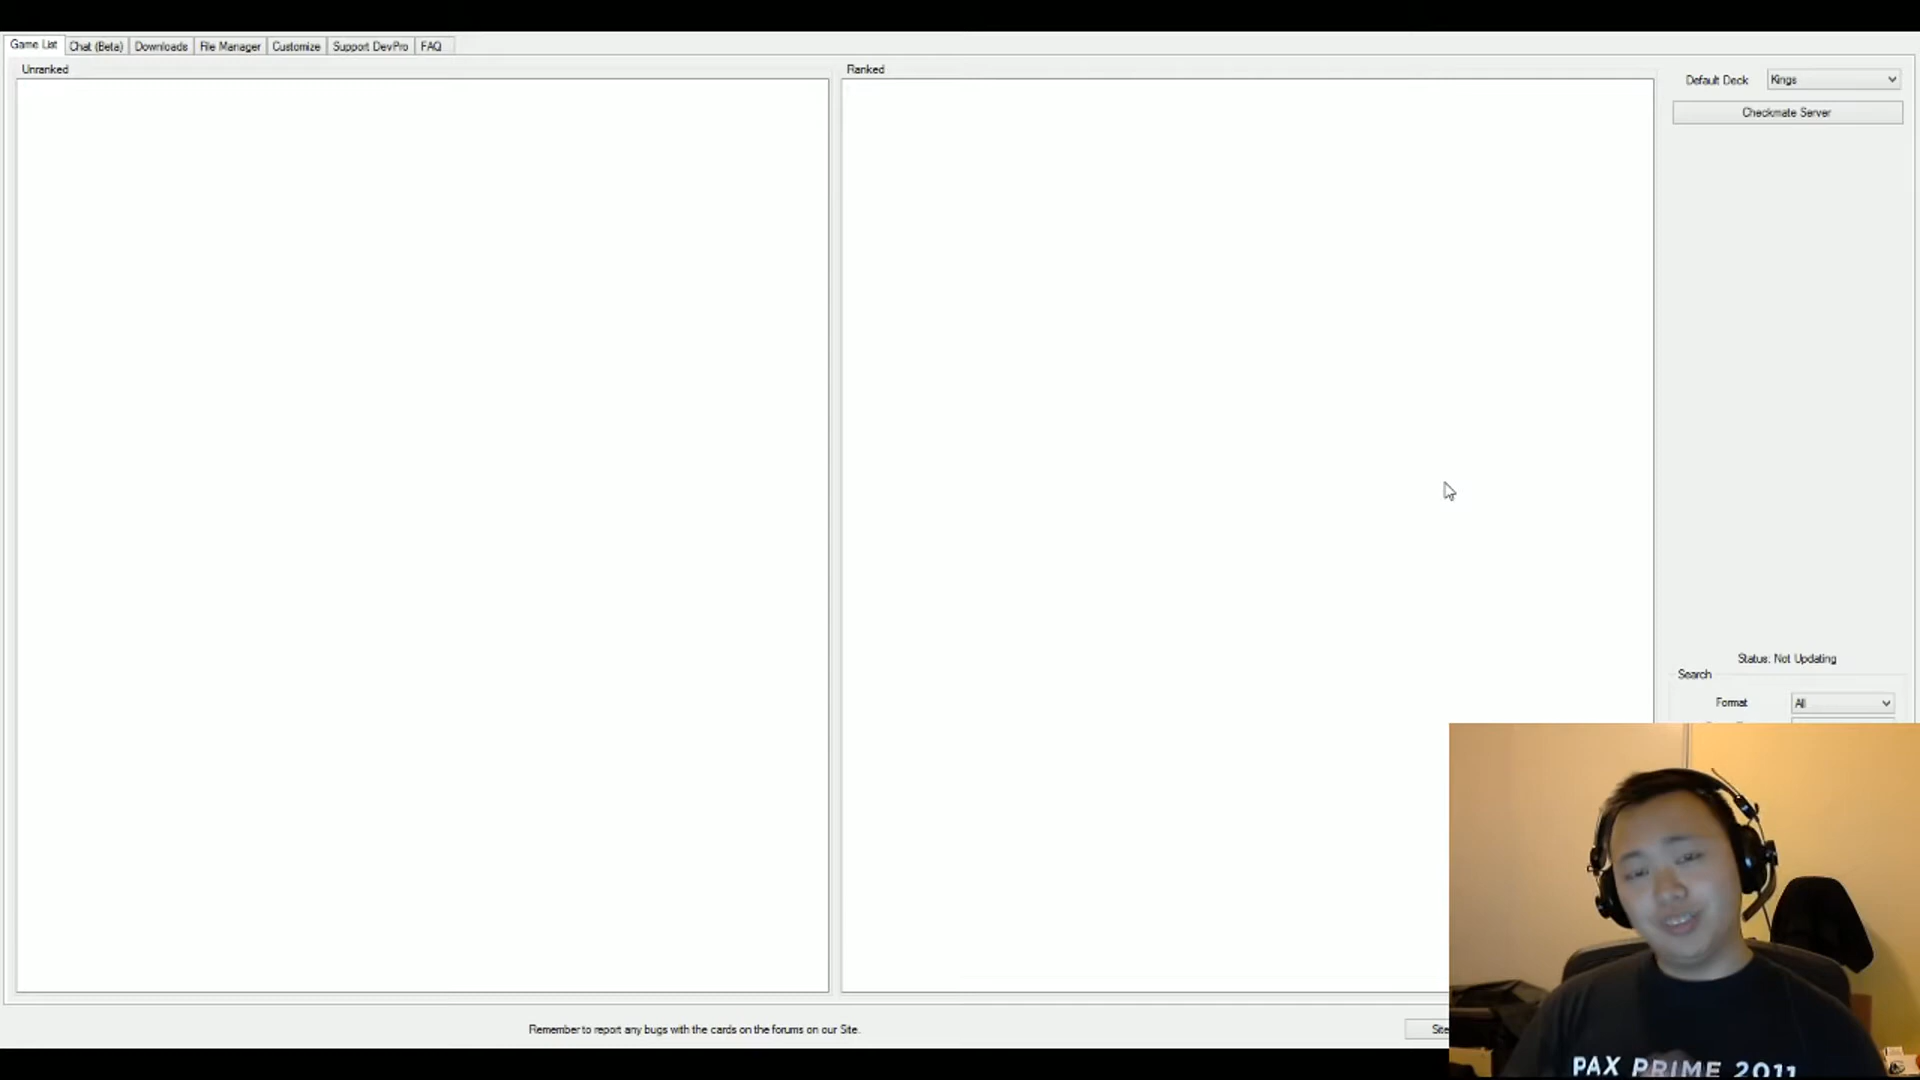 Game List Chat (Beta) Downloads File Manager Customize Support DevPro FAQ
Unranked
Ranked
Default Deck Kings
Checkmate Server
Status: Not Updating
Search
Format All
Remember to report any bugs with the cards on the forums on our Site.
Site
PAX PRIME 2011